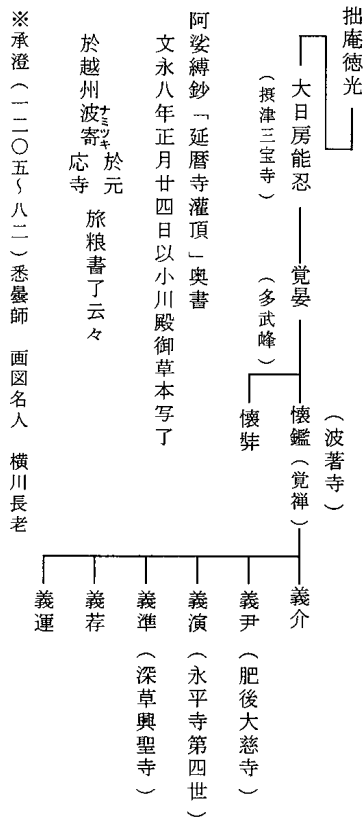 拙庵徳光
大日房能忍
(摂津三宝寺)
覚晏
(多武峰)
(波著寺)
懐鑑(覚禅)
懐弉
義介
義尹(肥後大慈寺)
義演(永平寺第四世)
義準(深草興聖寺)
義荐
義運
阿娑縛鈔「延暦寺灌頂」奥書
文永八年正月廿四日以小川殿御草本写了
於越州波寄ナミツキ於元応寺 旅粮書了云々
※承澄(一二〇五~八二)悉曇師 画図名人 横川長老